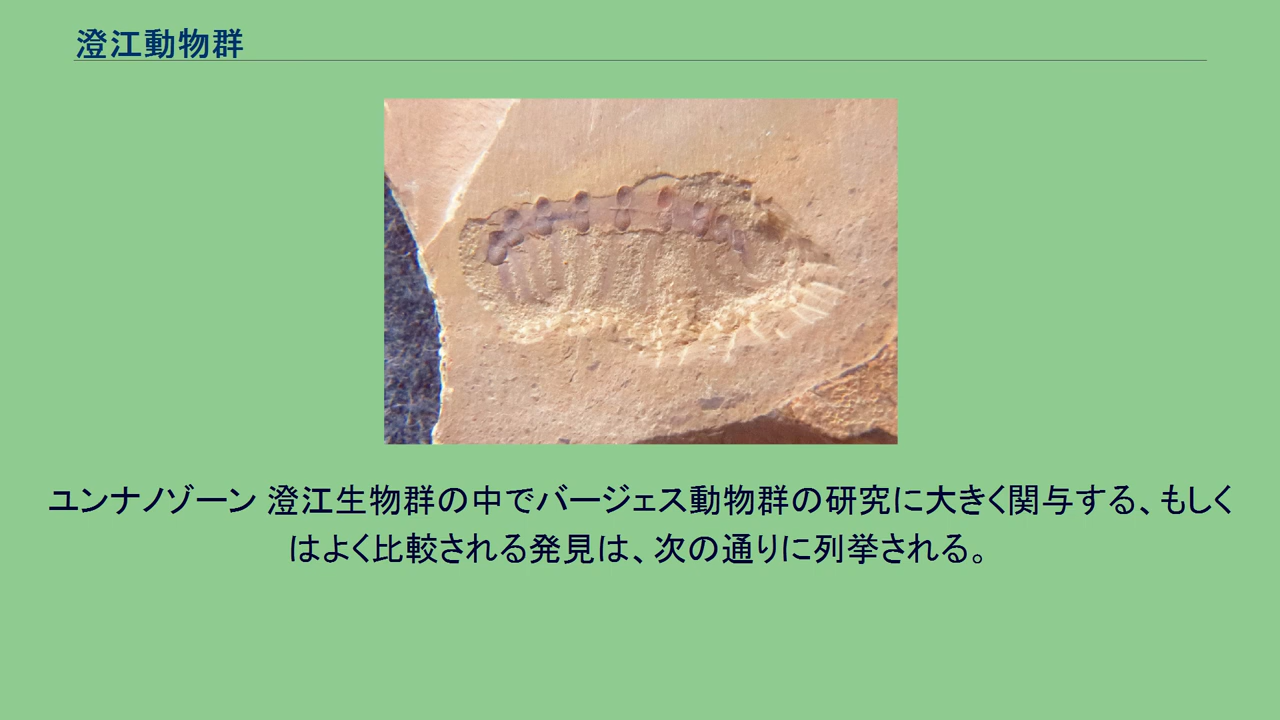 澄江動物群
ユンナノゾーン 澄江生物群の中でバージェス動物群の研究に大きく関与する、もしく
はよく比較される発見は、次の通りに列挙される。